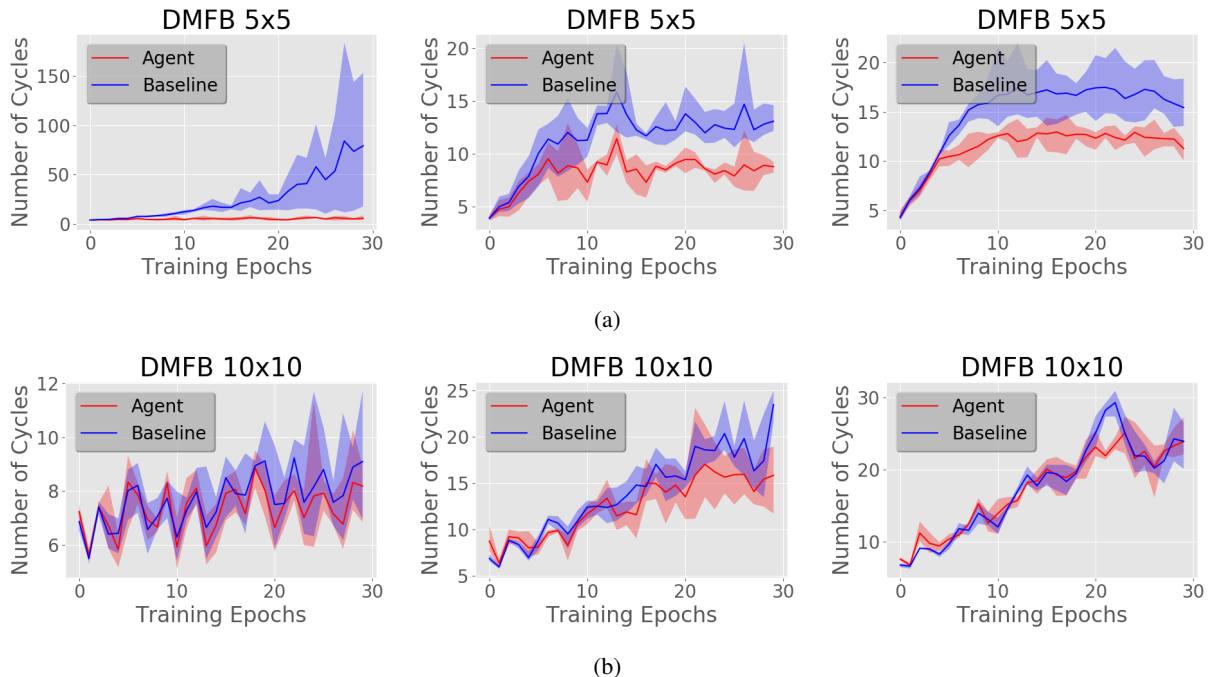 DMFB 5x5
Number of Cycles
150
100
50
0
Agent
Baseline
0 10 20 30
Training Epochs
DMFB 5x5
Number of Cycles
20
15
10
5
Agent
Baseline
0 10 20 30
Training Epochs
DMFB 5x5
Number of Cycles
20
15
10
5
Agent
Baseline
0 10 20 30
Training Epochs
(a)
DMFB 10x10
Number of Cycles
12
10
8
6
Agent
Baseline
0 10 20 30
Training Epochs
DMFB 10x10
Number of Cycles
25
20
15
10
5
Agent
Baseline
0 10 20 30
Training Epochs
DMFB 10x10
Number of Cycles
30
20
10
Agent
Baseline
0 10 20 30
Training Epochs
(b)